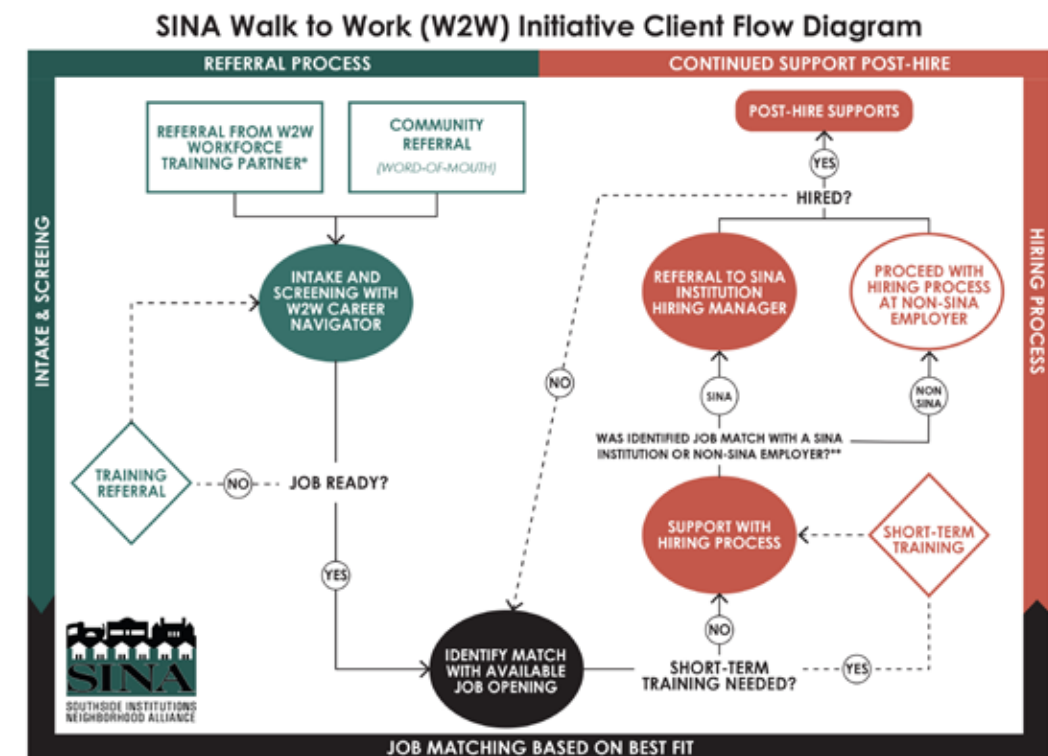 SINA Walk to Work (W2W) Initiative Client Flow Diagram
REFERRAL PROCESS
CONTINUED SUPPORT POST-HIRE
INTAKE & SCREEING
HIRING PROCESS
REFERRAL FROM W2W
WORKFORCE
TRAINING PARTNER*
COMMUNITY
REFERRAL
(WORD-OF-MOUTH)
POST-HIRE SUPPORTS
YES
HIRED?
INTAKE AND
SCREENING WITH
W2W CAREER
NAVIGATOR
REFERRAL TO SINA
INSTITUTION
HIRING MANAGER
PROCEED WITH
HIRING PROCESS
AT NON-SINA
EMPLOYER
NO
SINA
NON
SINA
WAS IDENTIFIED JOB MATCH WITH A SINA
INSTITUTION OR NON-SINA EMPLOYER?**
TRAINING
REFERRAL
NO
JOB READY?
SUPPORT WITH
HIRING PROCESS
SHORT-TERM
TRAINING
YES
NO
IDENTIFY MATCH
WITH AVAILABLE
JOB OPENING
SHORT-TERM
TRAINING NEEDED?
YES
SINA
SOUTHSIDE INSTITUTIONS
NEIGHBORHOOD ALLIANCE
JOB MATCHING BASED ON BEST FIT